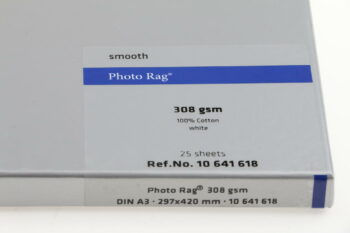 smooth
Photo Rag®
308 gsm
100% Cotton
white
25 sheets
Ref.No. 10 641 618
Photo Rag® 308 gsm
DIN A3 · 297x420 mm · 10 641 618